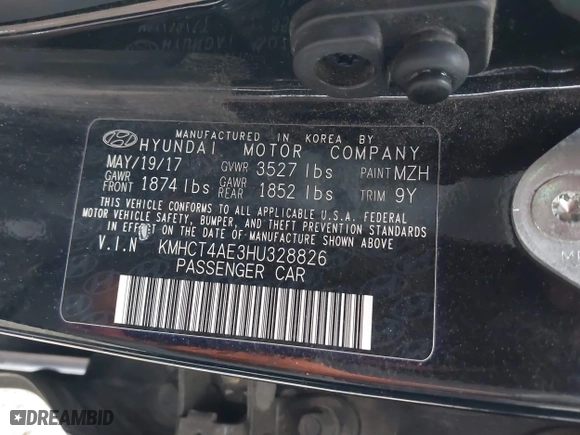 MANUFACTURED IN KOREA BY
HYUNDAI MOTOR COMPANY
MAY/19/17 GVWR 3527 lbs PAINT MZH
GAWR FRONT 1874 lbs GAWR REAR 1852 lbs TRIM 9Y
THIS VEHICLE CONFORMS TO ALL APPLICABLE U.S.A. FEDERAL
MOTOR VEHICLE SAFETY, BUMPER, AND THEFT PREVENTION STANDARDS
IN EFFECT ON THE DATE OF MANUFACTURE SHOWN ABOVE
V.I.N KMHCT4AE3HU328826
PASSENGER CAR
DREAMBID